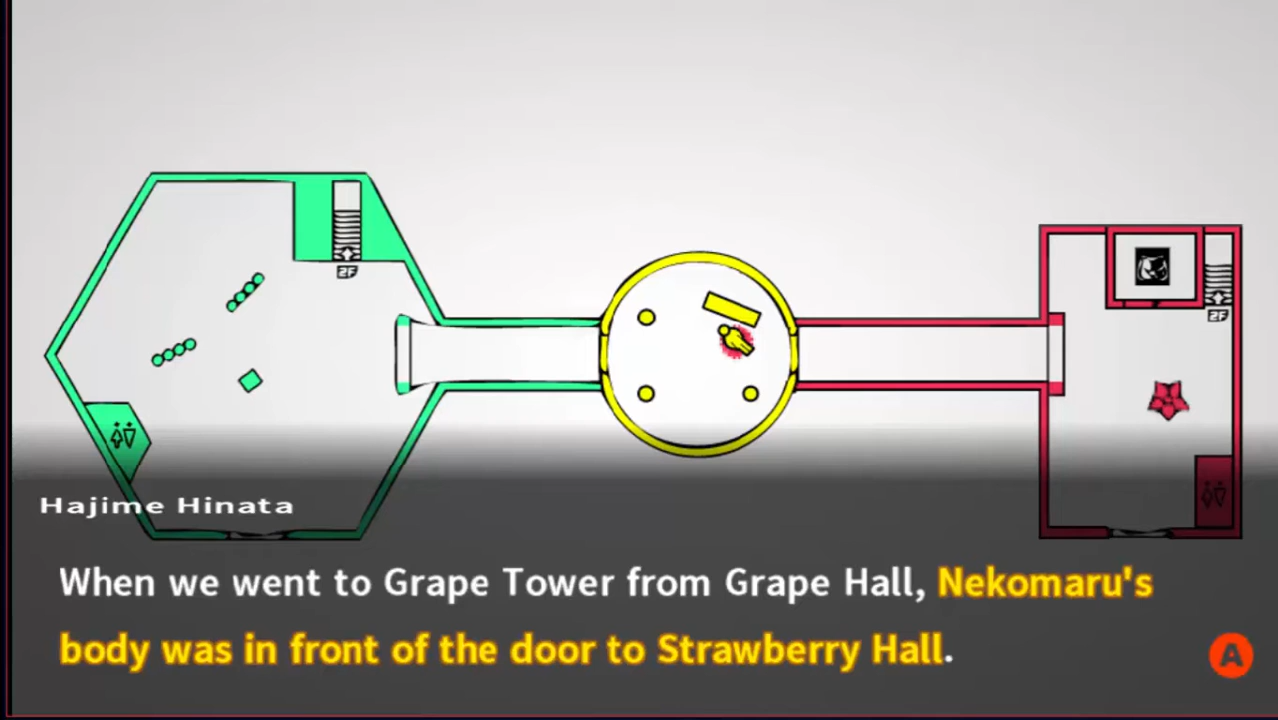 2F
2F
Hajime Hinata
When we went to Grape Tower from Grape Hall, Nekomaru's
body was in front of the door to Strawberry Hall.
A